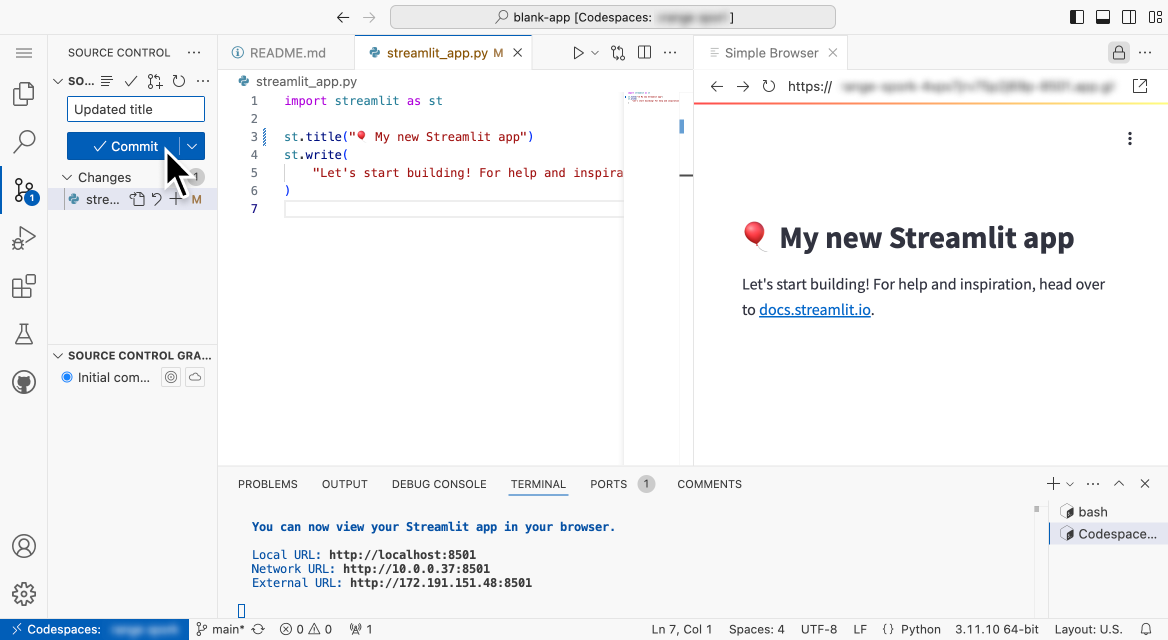 blank-app [Codespaces: ]
SOURCE CONTROL ···
README.md
streamlit_app.py M
Simple Browser
SO... ···
streamlit_app.py
https://
Updated title
Commit
Changes 1
stre... M
1
1 import streamlit as st
2
3 st.title("🎈 My new Streamlit app")
4 st.write(
5 "Let's start building! For help and inspira
6 )
7
🎈 My new Streamlit app
Let's start building! For help and inspiration, head over
to docs.streamlit.io.
SOURCE CONTROL GRA...
Initial com...
PROBLEMS OUTPUT DEBUG CONSOLE TERMINAL PORTS 1 COMMENTS
You can now view your Streamlit app in your browser.
Local URL: http://localhost:8501
Network URL: http://10.0.0.37:8501
External URL: http://172.191.151.48:8501
bash
Codespace...
Codespaces: main* 0 0 1 Ln 7, Col 1 Spaces: 4 UTF-8 LF {} Python 3.11.10 64-bit Layout: U.S.